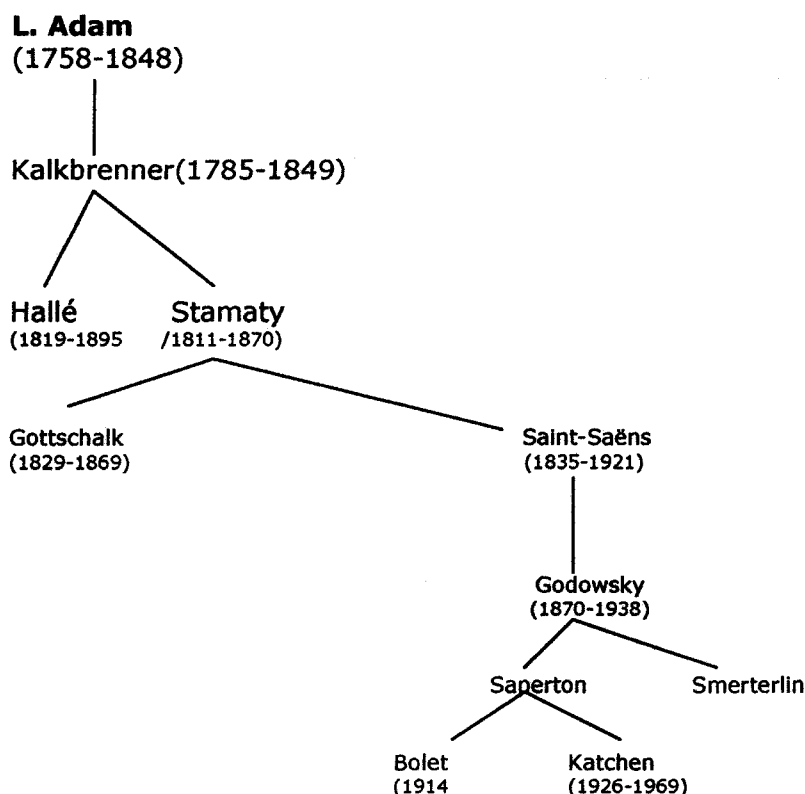 L. Adam
(1758-1848)
Kalkbrenner(1785-1849)
Hallé Stamaty
(1819-1895 /1811-1870)
Gottschalk Saint-Saëns
(1829-1869) (1835-1921)
Godowsky
(1870-1938)
Saperton Smerterlin
Bolet Katchen
(1914 (1926-1969)